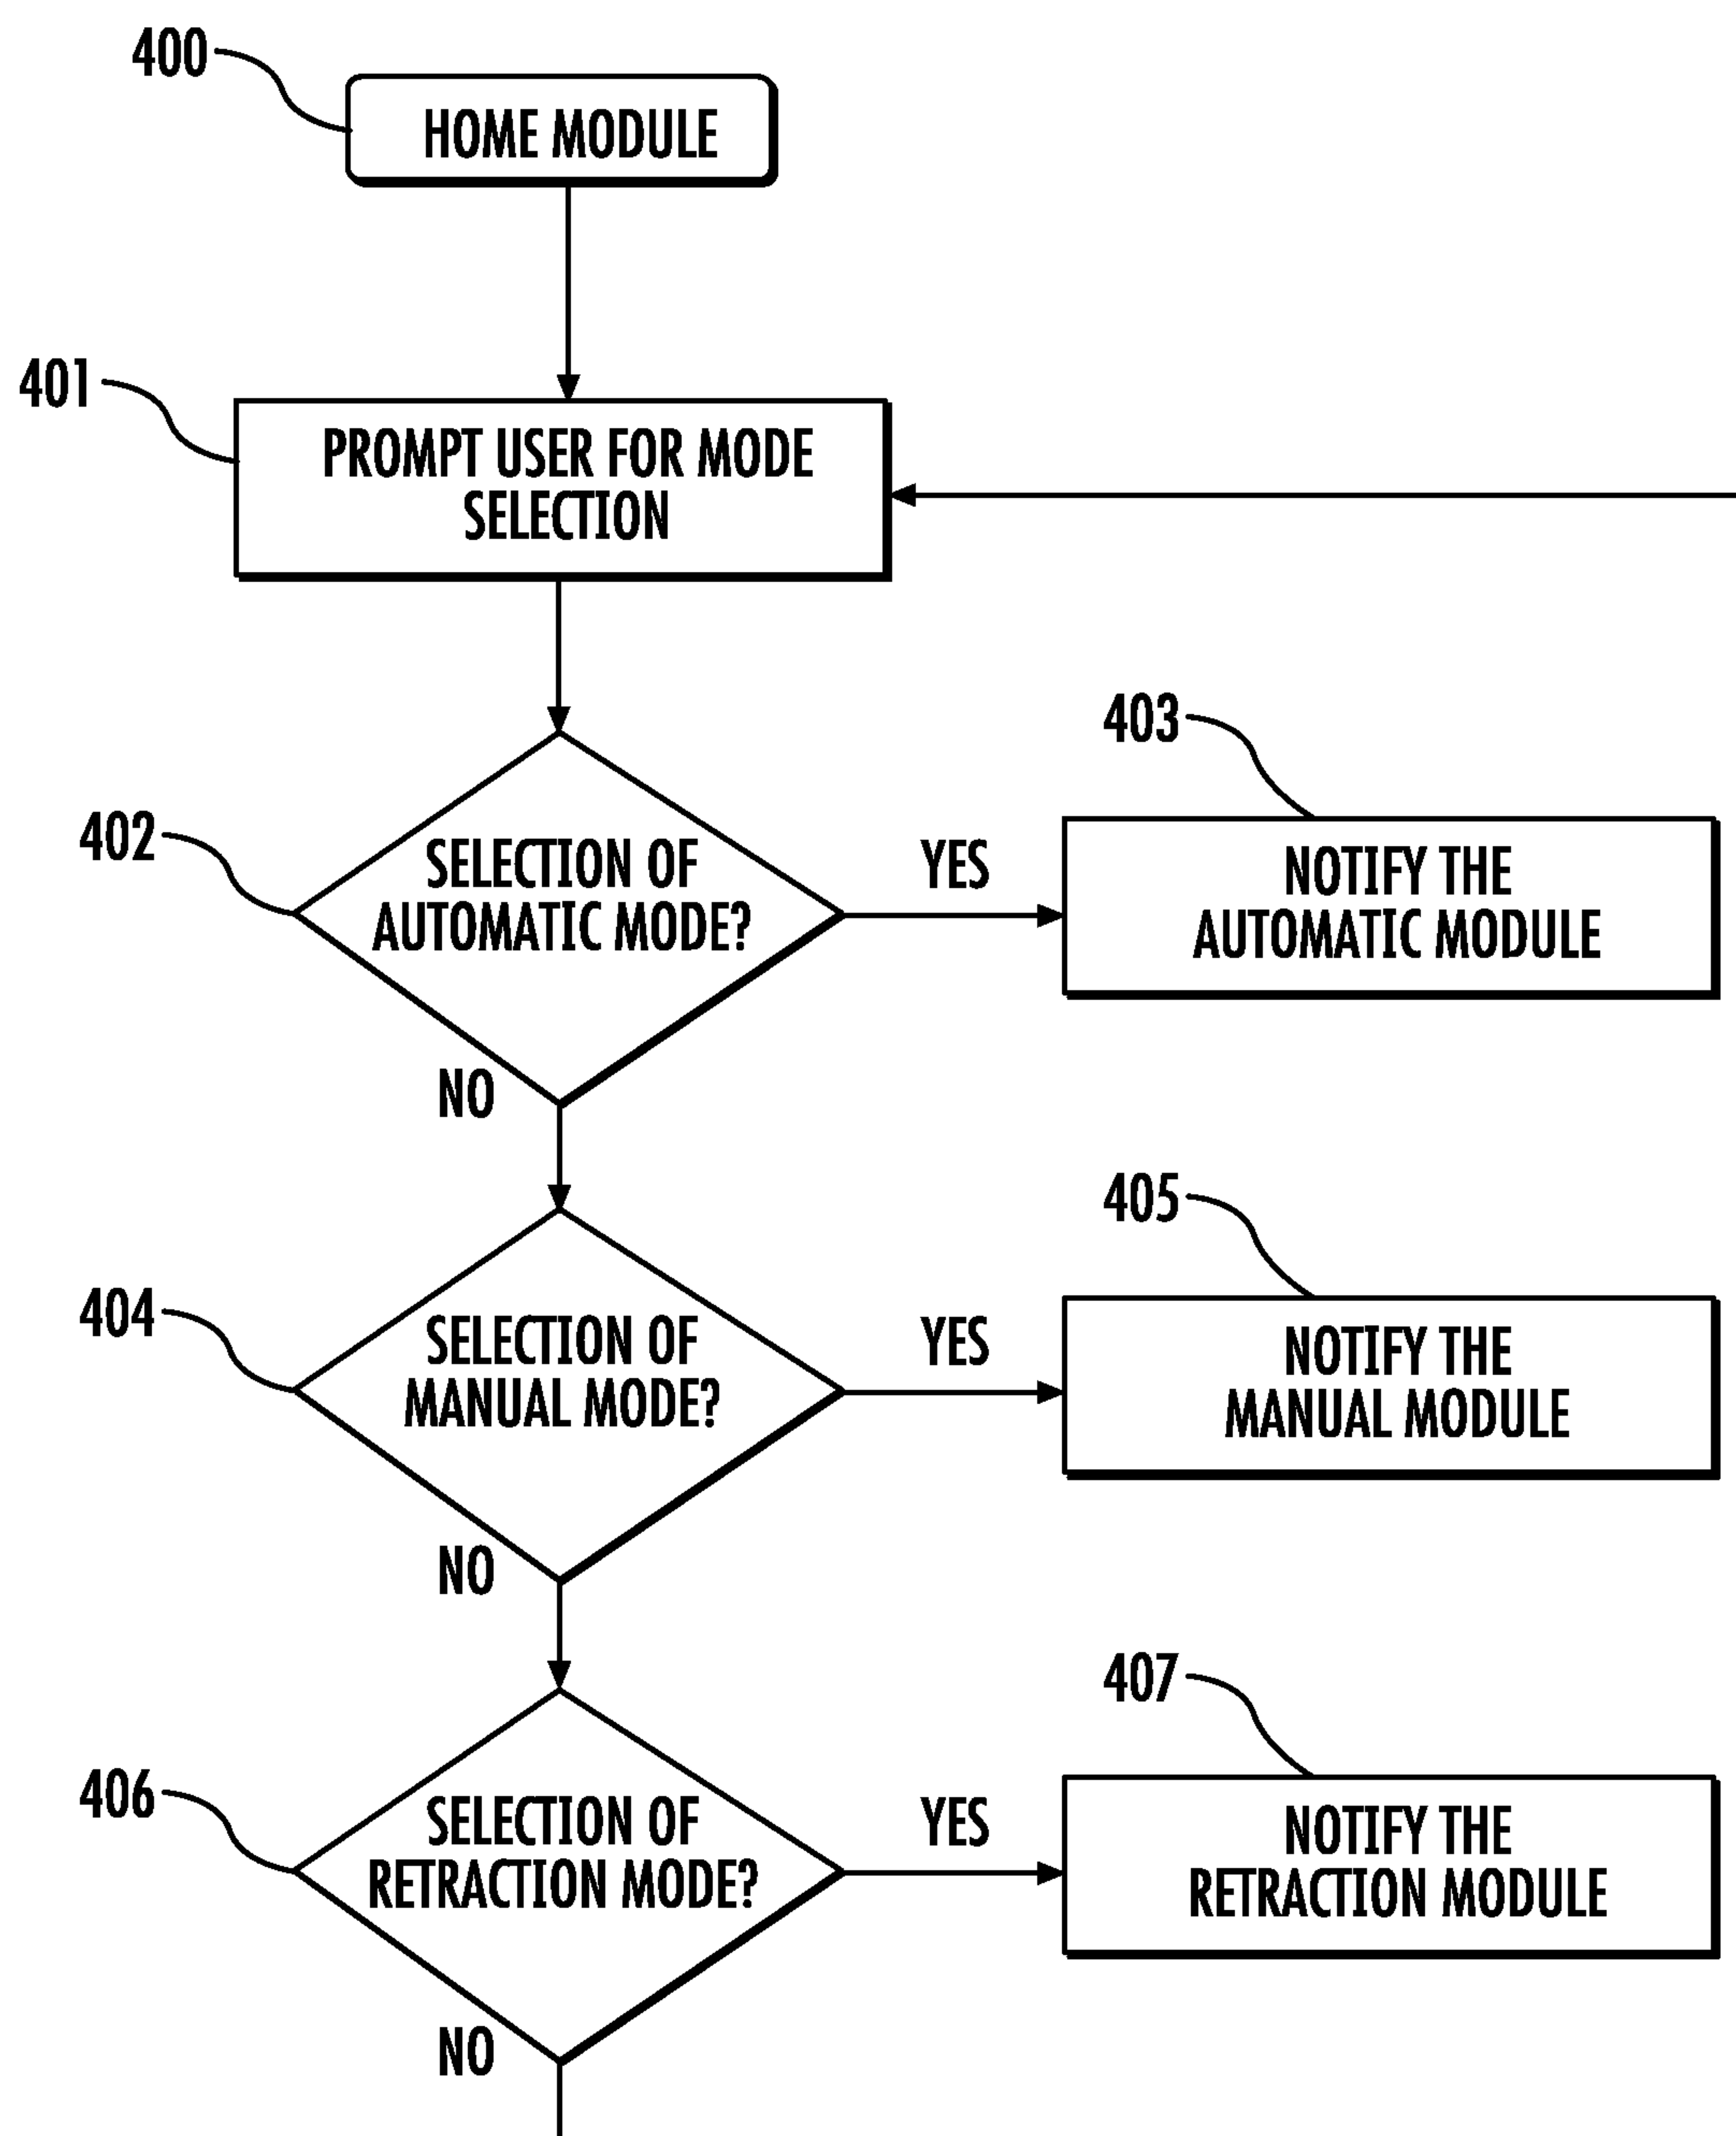 400
HOME MODULE
401
PROMPT USER FOR MODE
SELECTION
402
SELECTION OF
AUTOMATIC MODE?
YES
403
NOTIFY THE
AUTOMATIC MODULE
NO
404
SELECTION OF
MANUAL MODE?
YES
405
NOTIFY THE
MANUAL MODULE
NO
406
SELECTION OF
RETRACTION MODE?
YES
407
NOTIFY THE
RETRACTION MODULE
NO